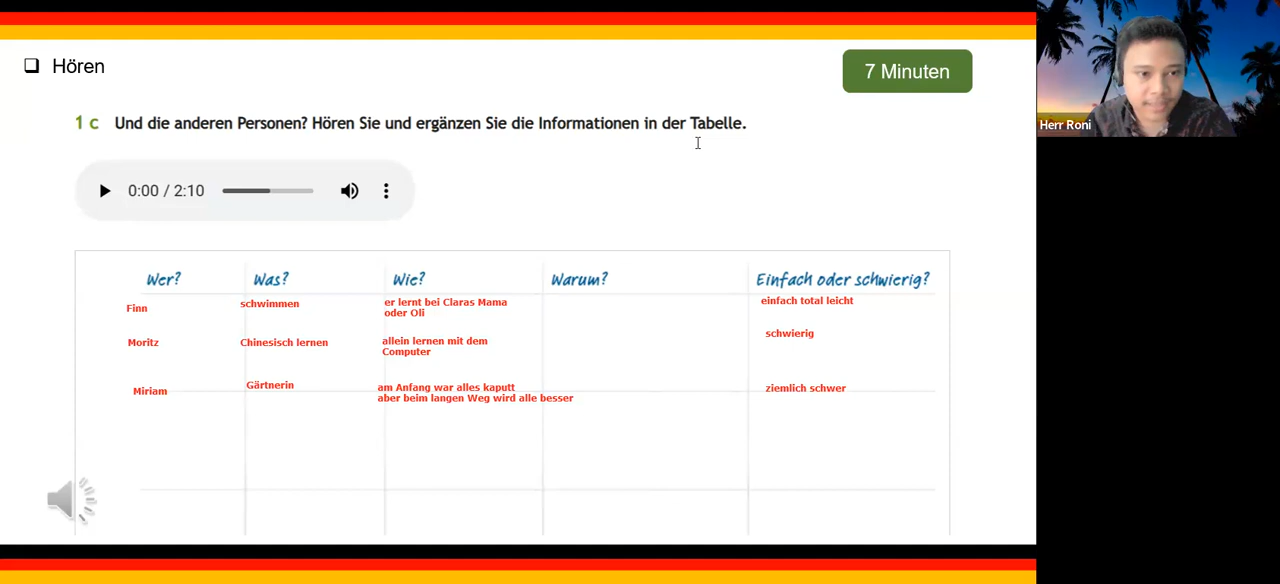 Hören
7 Minuten
1 c Und die anderen Personen? Hören Sie und ergänzen Sie die Informationen in der Tabelle.
0:00 / 2:10
Herr Roni
Wer? Was? Wie? Warum? Einfach oder schwierig?
Finn schwimmen er lernt bei Claras Mama einfach total leicht
oder Oli
Moritz Chinesisch lernen allein lernen mit dem schwierig
Computer
Miriam Gärtnerin am Anfang war alles kaputt ziemlich schwer
aber beim langen Weg wird alle besser